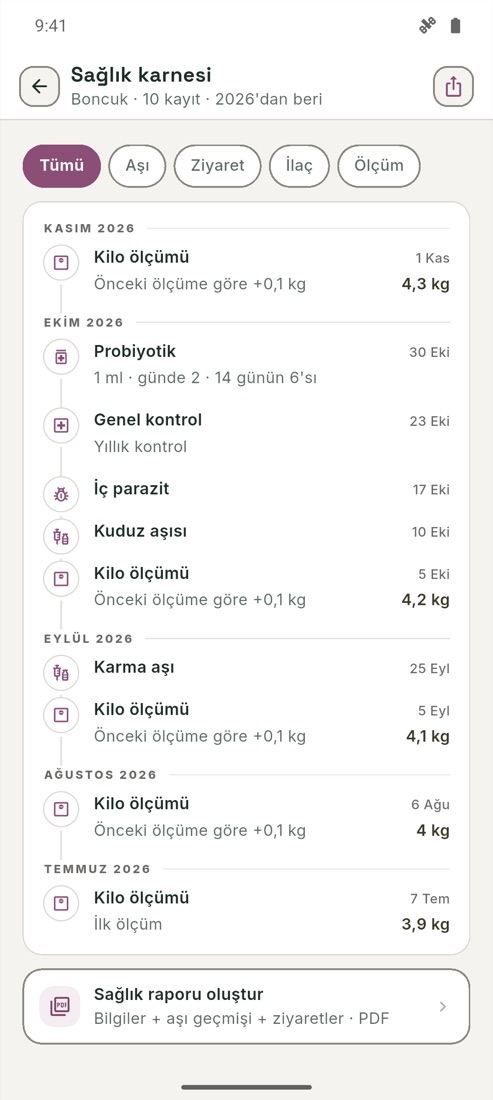 9:41
Sağlık karnesi
Boncuk · 10 kayıt · 2026'dan beri
Tümü
Aşı
Ziyaret
İlaç
Ölçüm
KASIM 2026
Kilo ölçümü
1 Kas
Önceki ölçüme göre +0,1 kg
4,3 kg
EKİM 2026
Probiyotik
30 Eki
1 ml · günde 2 · 14 günün 6'sı
Genel kontrol
23 Eki
Yıllık kontrol
İç parazit
17 Eki
Kuduz aşısı
10 Eki
Kilo ölçümü
5 Eki
Önceki ölçüme göre +0,1 kg
4,2 kg
EYLÜL 2026
Karma aşı
25 Eyl
Kilo ölçümü
5 Eyl
Önceki ölçüme göre +0,1 kg
4,1 kg
AĞUSTOS 2026
Kilo ölçümü
6 Ağu
Önceki ölçüme göre +0,1 kg
4 kg
TEMMUZ 2026
Kilo ölçümü
7 Tem
İlk ölçüm
3,9 kg
PDF
Sağlık raporu oluştur
Bilgiler + aşı geçmişi + ziyaretler · PDF